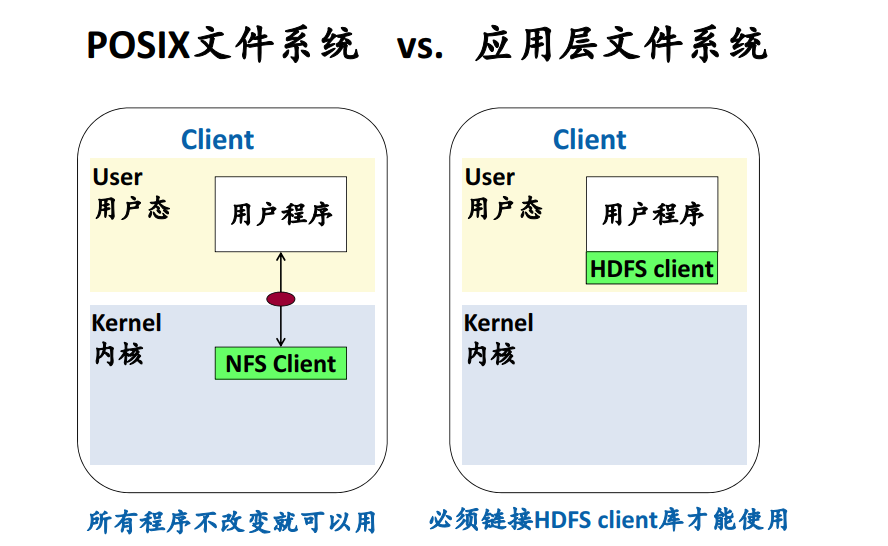 POSIX文件系统 vs. 应用层文件系统
Client
User
用户态
用户程序
Kernel
内核
NFS Client
所有程序不改变就可以用
Client
User
用户态
用户程序
HDFS client
Kernel
内核
必须链接HDFS client库才能使用